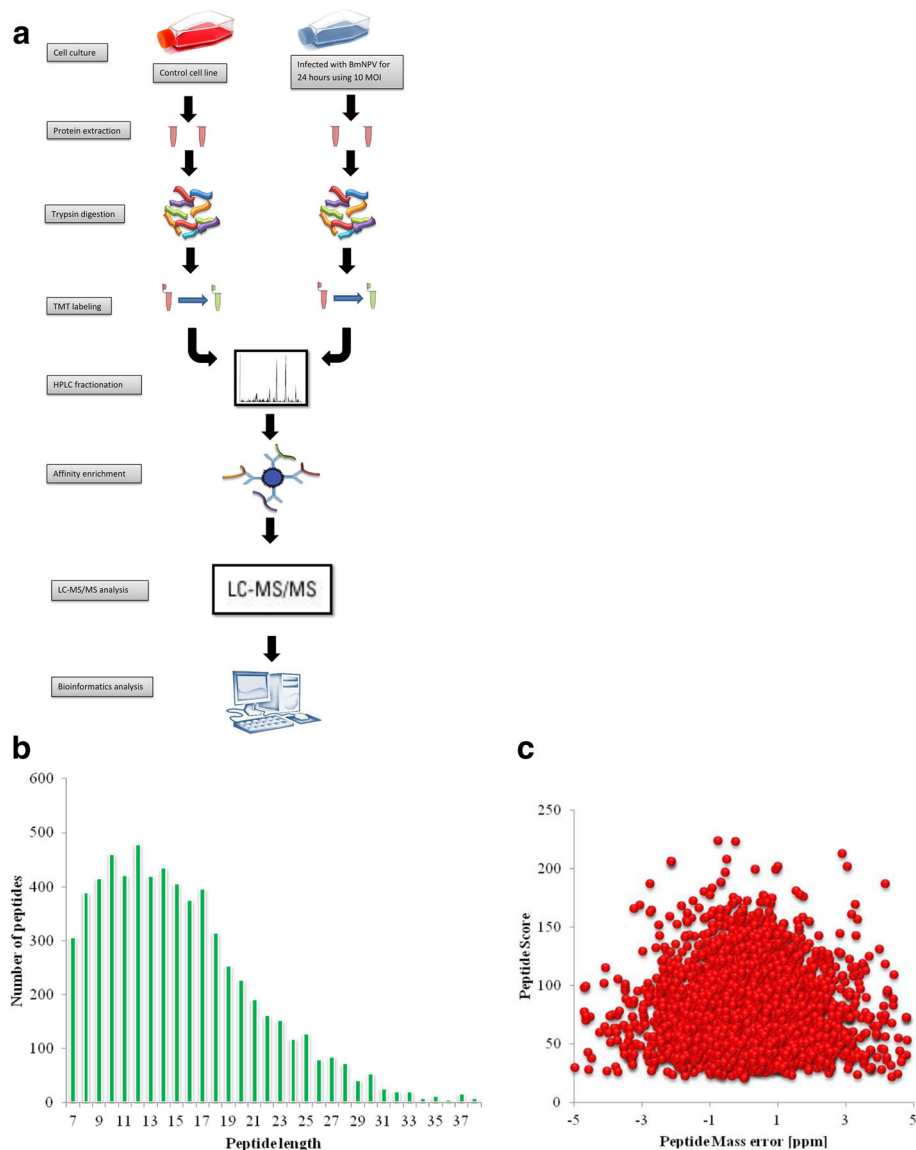 a
Cell culture
Control cell line
Infected with BmNPV for
24 hours using 10 MOI
Protein extraction
Trypsin digestion
TMT labeling
HPLC fractionation
Affinity enrichment
LC-MS/MS analysis
LC-MS/MS
Bioinformatics analysis
b
600
500
400
300
200
100
0
Number of peptides
7 9 11 13 15 17 19 21 23 25 27 29 31 33 35 37
Peptide length
c
250
200
150
100
50
0
Peptide Score
-5 -3 -1 1 3 5
Peptide Mass error [ppm]